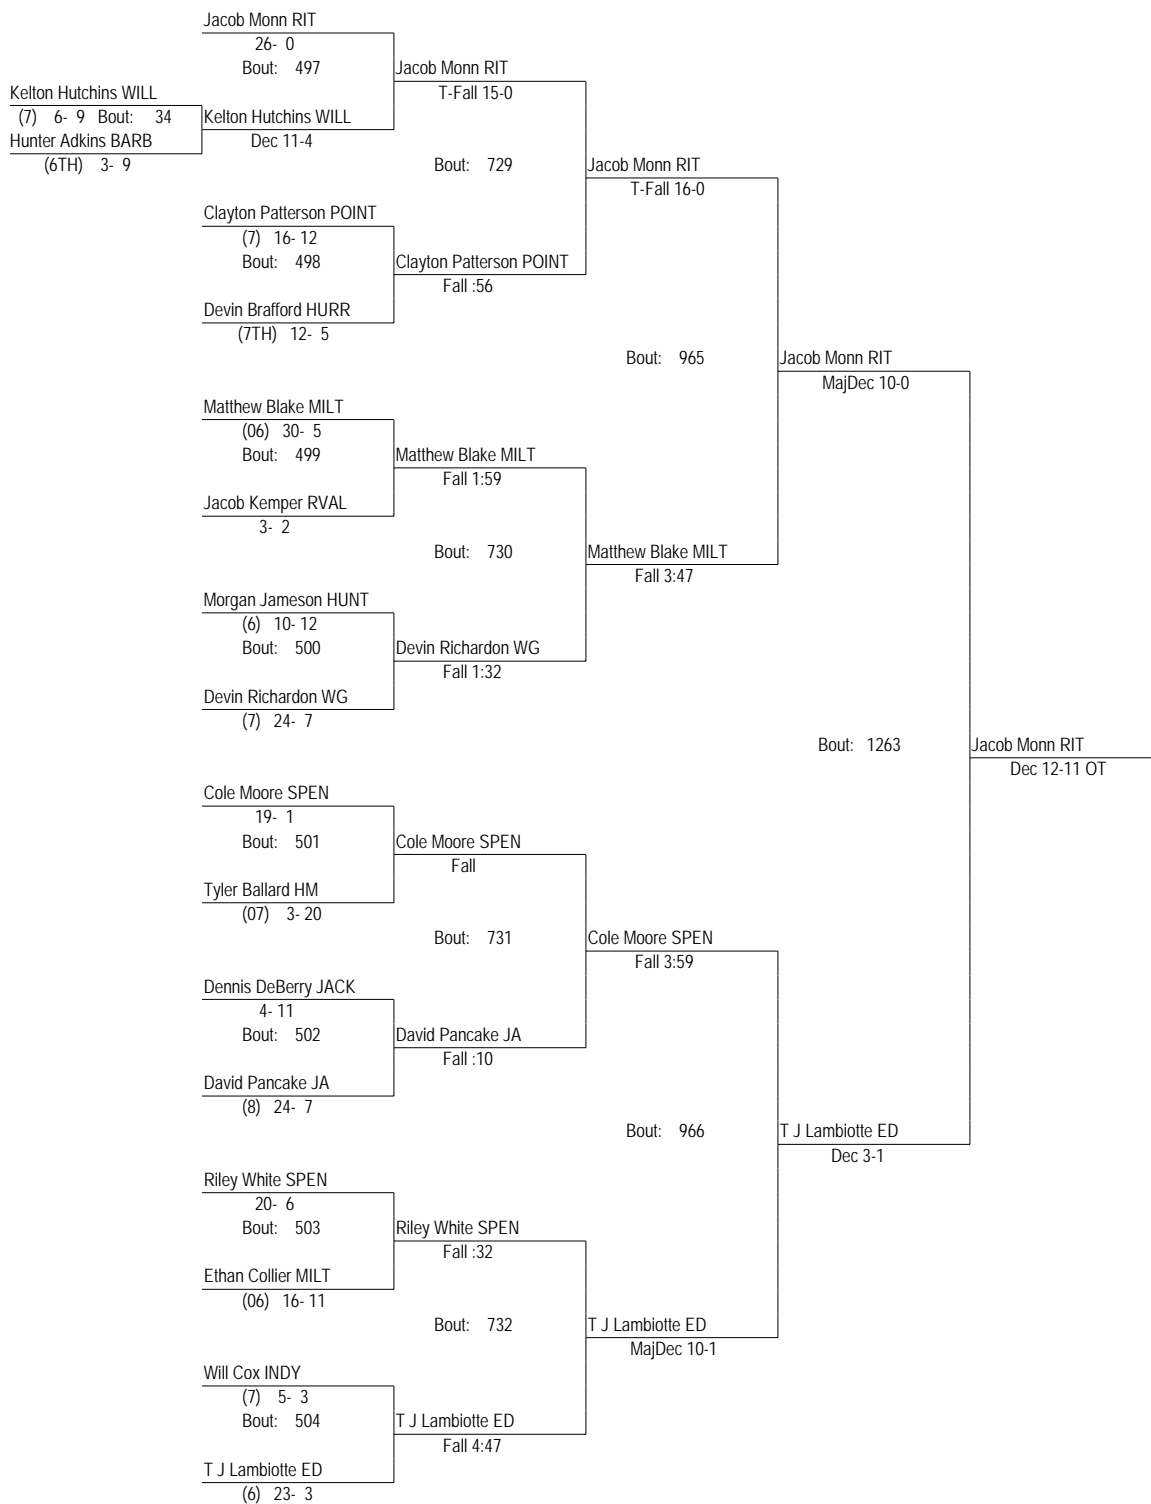 Jacob Monn RIT
26- 0
Bout: 497
Jacob Monn RIT
T-Fall 15-0
Kelton Hutchins WILL
(7) 6- 9 Bout: 34
Kelton Hutchins WILL
Dec 11-4
Hunter Adkins BARB
(6TH) 3- 9
Bout: 729
Jacob Monn RIT
T-Fall 16-0
Clayton Patterson POINT
(7) 16- 12
Bout: 498
Clayton Patterson POINT
Fall :56
Devin Brafford HURR
(7TH) 12- 5
Bout: 965
Jacob Monn RIT
MajDec 10-0
Matthew Blake MILT
(06) 30- 5
Bout: 499
Matthew Blake MILT
Fall 1:59
Jacob Kemper RVAL
3- 2
Bout: 730
Matthew Blake MILT
Fall 3:47
Morgan Jameson HUNT
(6) 10- 12
Bout: 500
Devin Richardon WG
Fall 1:32
Devin Richardon WG
(7) 24- 7
Bout: 1263
Jacob Monn RIT
Dec 12-11 OT
Cole Moore SPEN
19- 1
Bout: 501
Cole Moore SPEN
Fall
Tyler Ballard HM
(07) 3- 20
Bout: 731
Cole Moore SPEN
Fall 3:59
Dennis DeBerry JACK
4- 11
Bout: 502
David Pancake JA
Fall :10
David Pancake JA
(8) 24- 7
Bout: 966
T J Lambiotte ED
Dec 3-1
Riley White SPEN
20- 6
Bout: 503
Riley White SPEN
Fall :32
Ethan Collier MILT
(06) 16- 11
Bout: 732
T J Lambiotte ED
MajDec 10-1
Will Cox INDY
(7) 5- 3
Bout: 504
T J Lambiotte ED
Fall 4:47
T J Lambiotte ED
(6) 23- 3